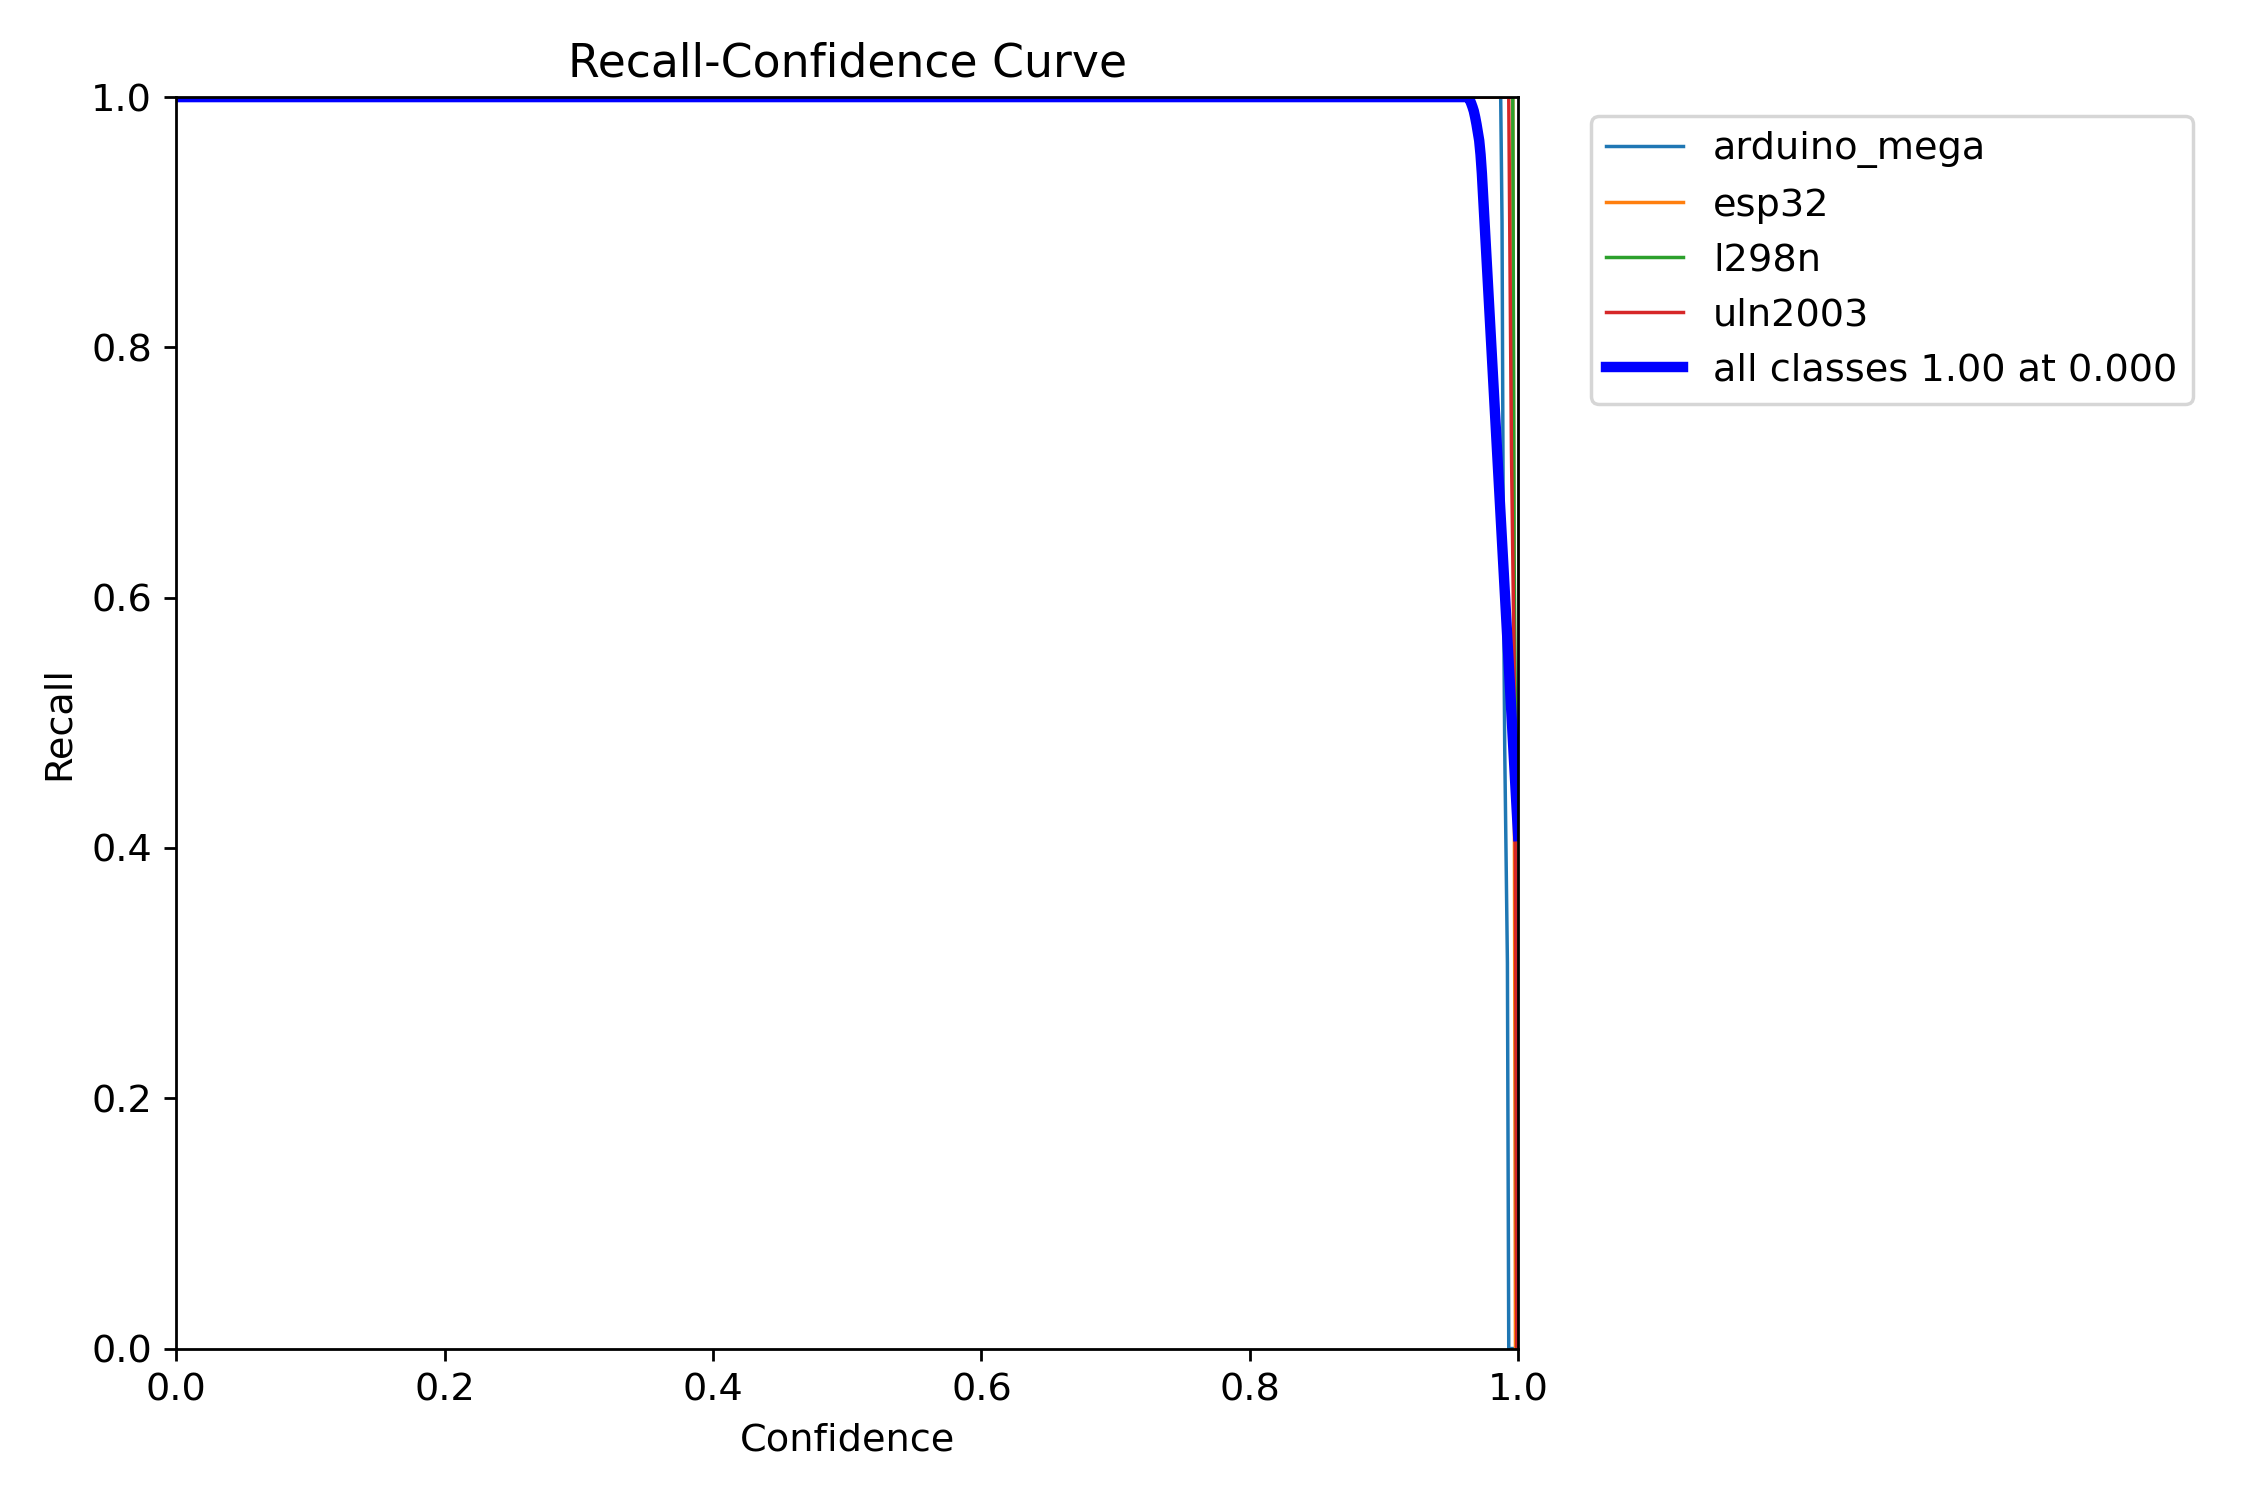 Recall-Confidence Curve
1.0
0.8
0.6
0.4
0.2
0.0
Recall
0.0 0.2 0.4 0.6 0.8 1.0
Confidence
arduino_mega
esp32
l298n
uln2003
all classes 1.00 at 0.000